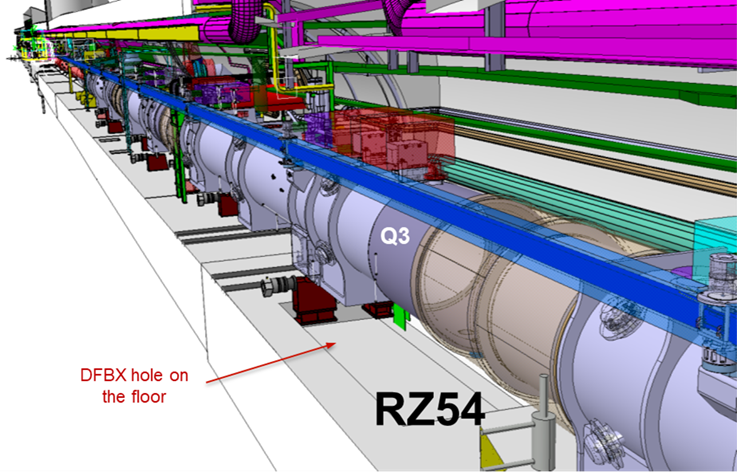 Q3
DFBX hole on
the floor
RZ54